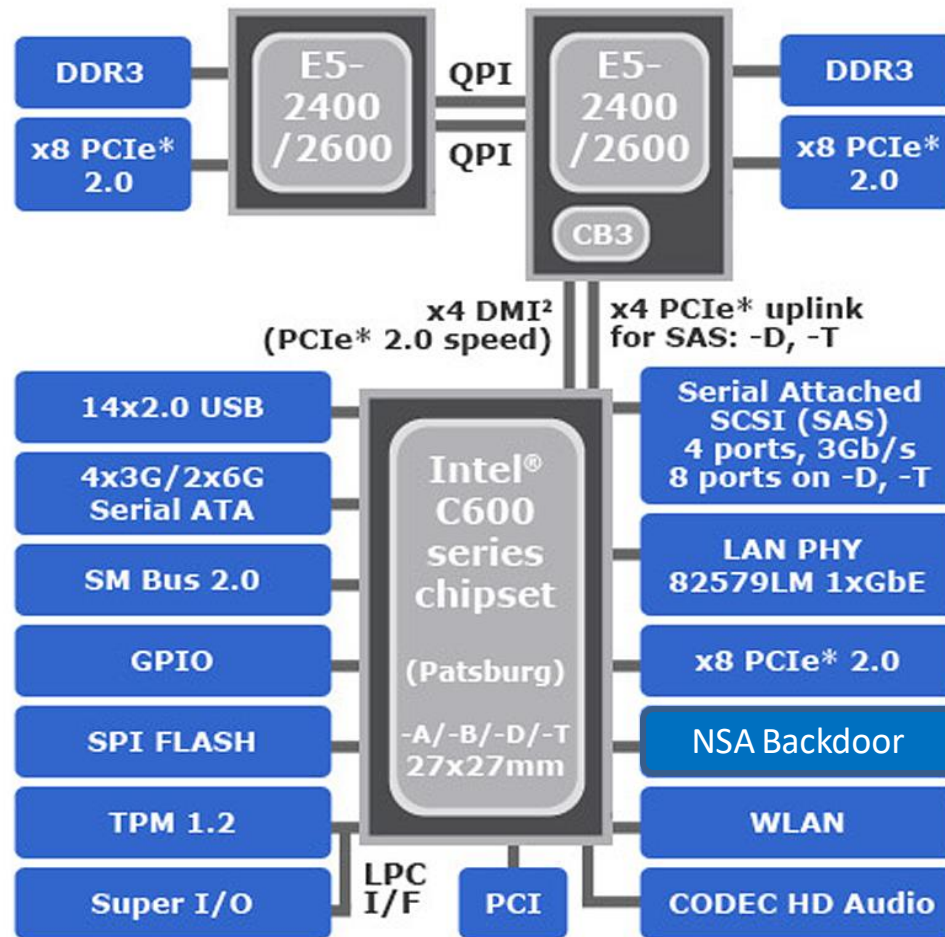 DDR3
x8 PCIe*
2.0
E5-
2400
/2600
QPI
QPI
E5-
2400
/2600
CB3
DDR3
x8 PCIe*
2.0
x4 DMI²
(PCIe* 2.0 speed)
x4 PCIe* uplink
for SAS: -D, -T
14x2.0 USB
4x3G/2x6G
Serial ATA
SM Bus 2.0
GPIO
SPI FLASH
TPM 1.2
Super I/O
LPC
I/F
Intel®
C600
series
chipset
(Patsburg)
-A/-B/-D/-T
27x27mm
PCI
Serial Attached
SCSI (SAS)
4 ports, 3Gb/s
8 ports on -D, -T
LAN PHY
82579LM 1xGbE
x8 PCIe* 2.0
NSA Backdoor
WLAN
CODEC HD Audio